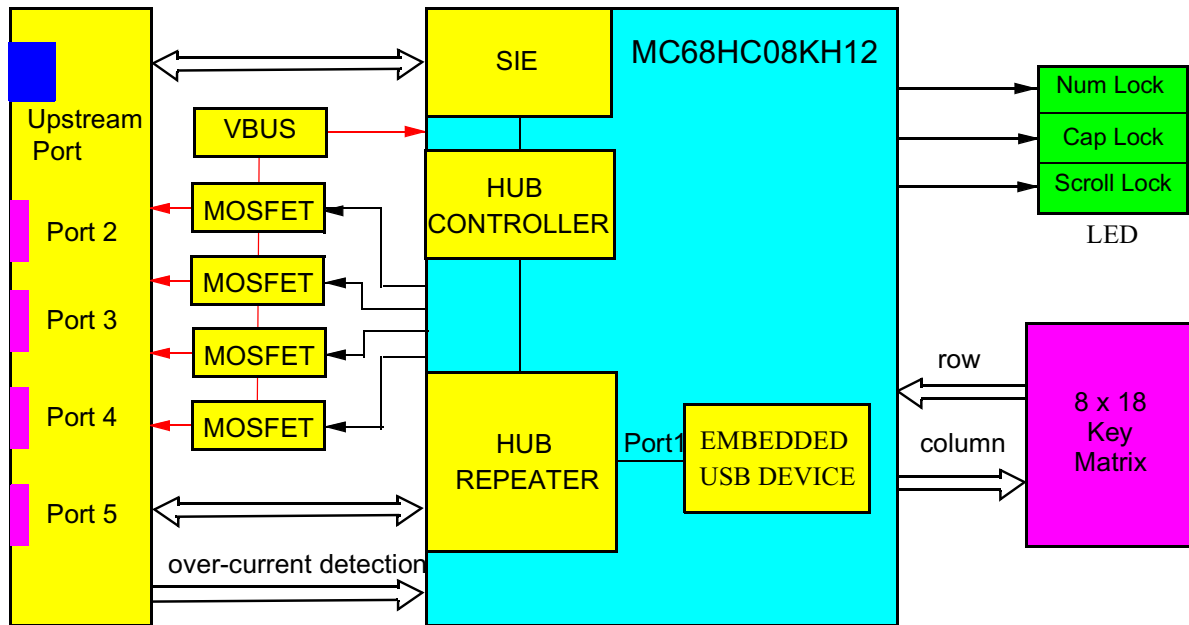 Upstream
Port
Port 2
Port 3
Port 4
Port 5
VBUS
MOSFET
MOSFET
MOSFET
MOSFET
over-current detection
SIE
MC68HC08KH12
HUB
CONTROLLER
HUB
REPEATER
Port1
EMBEDDED
USB DEVICE
Num Lock
Cap Lock
Scroll Lock
LED
row
column
8 x 18
Key
Matrix